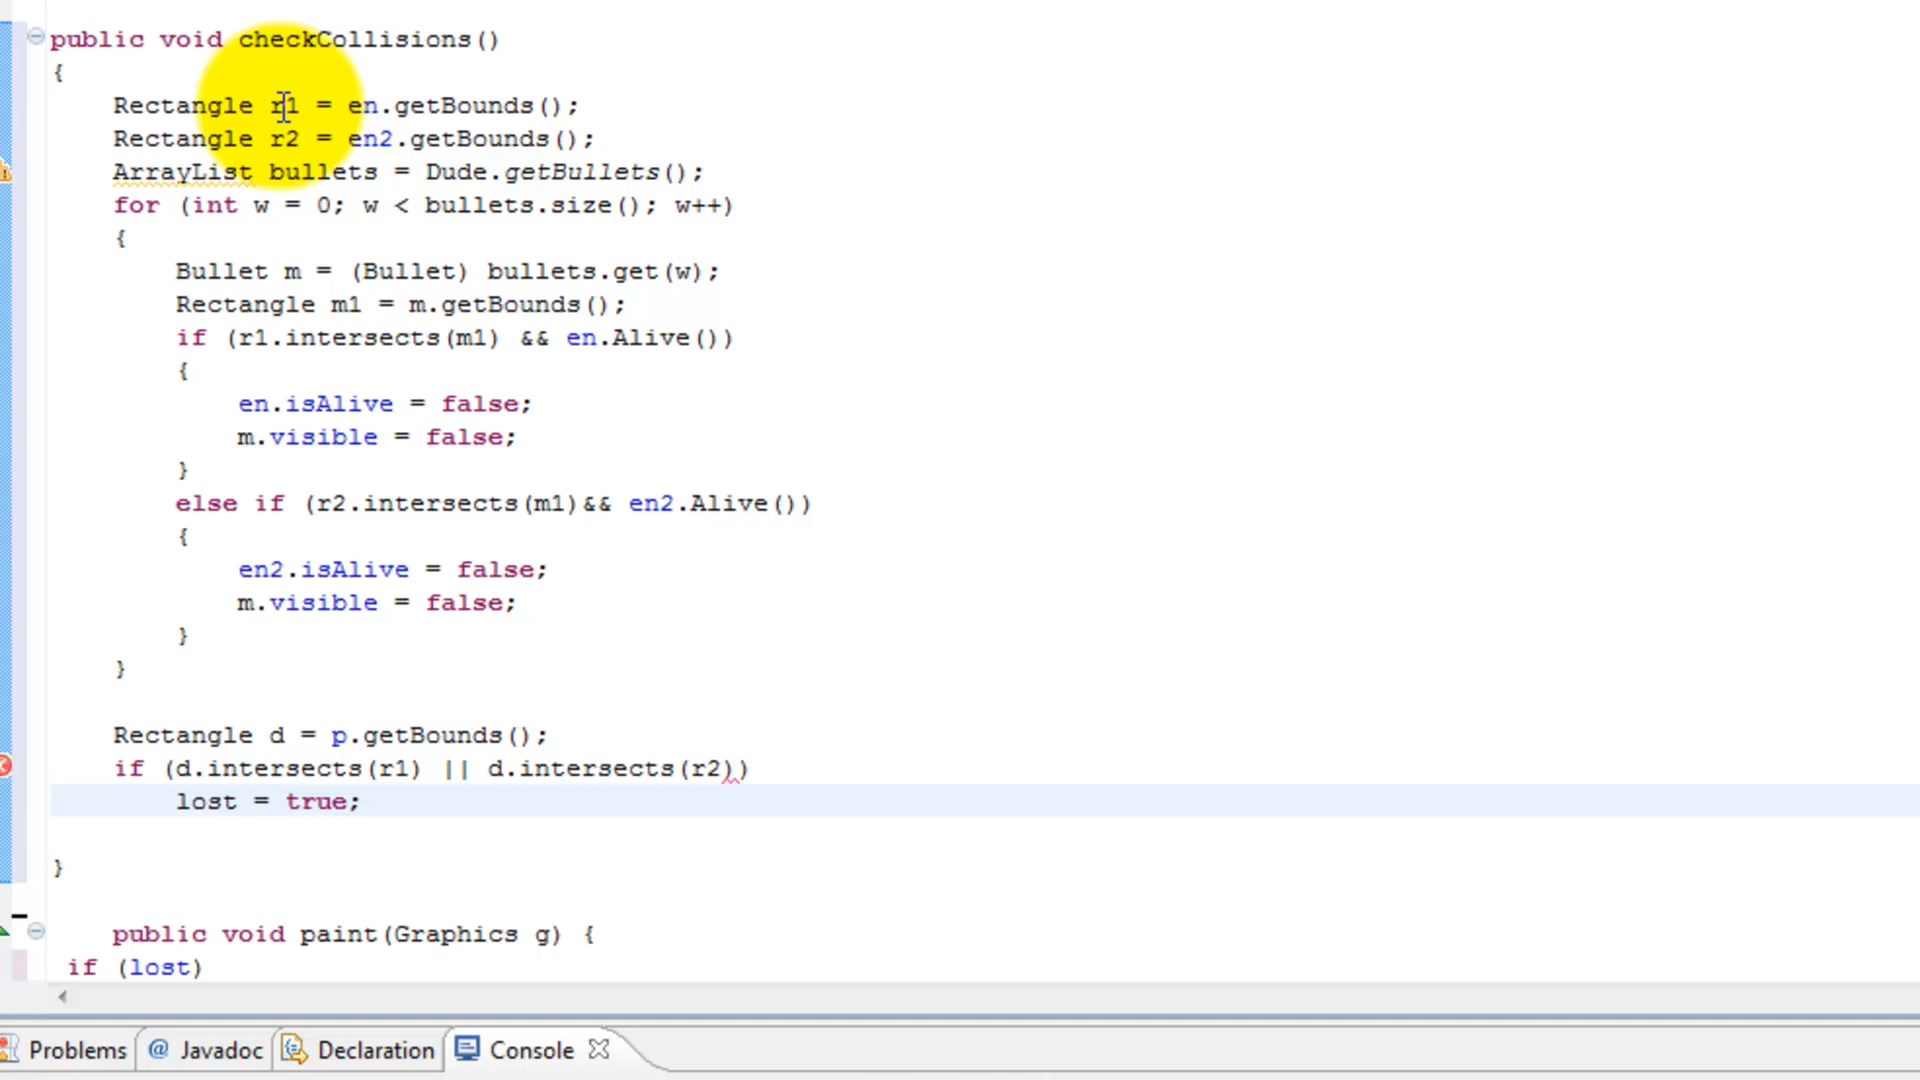 public void checkCollisions()
{
Rectangle r1 = en.getBounds();
Rectangle r2 = en2.getBounds();
ArrayList bullets = Dude.getBullets();
for (int w = 0; w < bullets.size(); w++)
{
Bullet m = (Bullet) bullets.get(w);
Rectangle m1 = m.getBounds();
if (r1.intersects(m1) && en.Alive())
{
en.isAlive = false;
m.visible = false;
}
else if (r2.intersects(m1)&& en2.Alive())
{
en2.isAlive = false;
m.visible = false;
}
}
Rectangle d = p.getBounds();
if (d.intersects(r1) || d.intersects(r2))
lost = true;
}
public void paint(Graphics g) {
if (lost)
Problems @ Javadoc Declaration Console